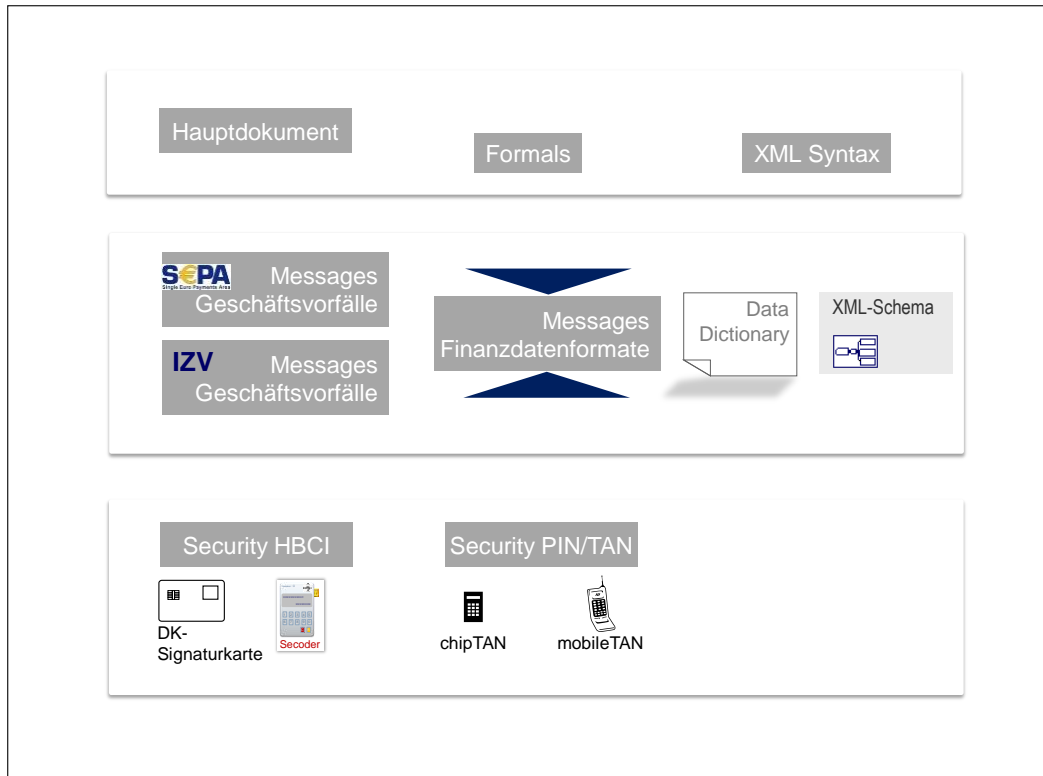 Hauptdokument
Formals
XML Syntax
S€PA
Single Euro Payments Area
Messages
Geschäftsvorfälle
IZV
Messages
Geschäftsvorfälle
Messages
Finanzdatenformate
Data
Dictionary
XML-Schema
Security HBCI
Security PIN/TAN
DK-
Signaturkarte
Secoder
chipTAN
mobileTAN